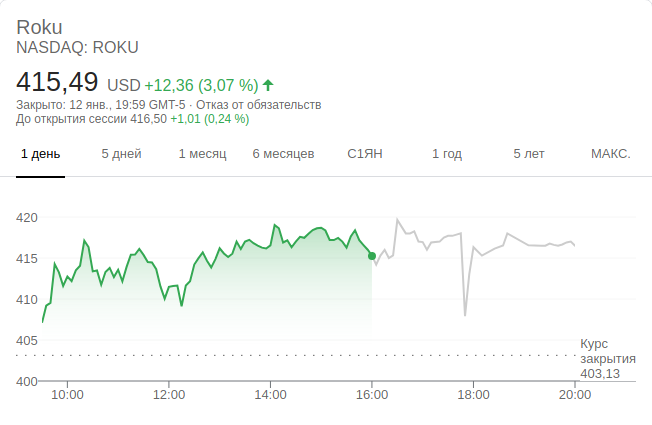 Roku
NASDAQ: ROKU
415,49 USD +12,36 (3,07 %)
Закрыто: 12 янв., 19:59 GMT-5 · Отказ от обязательств
До открытия сессии 416,50 +1,01 (0,24 %)
1 день 5 дней 1 месяц 6 месяцев С1ЯН 1 год 5 лет МАКС.
420
415
410
405
400
Курс
закрытия
403,13
10:00 12:00 14:00 16:00 18:00 20:00